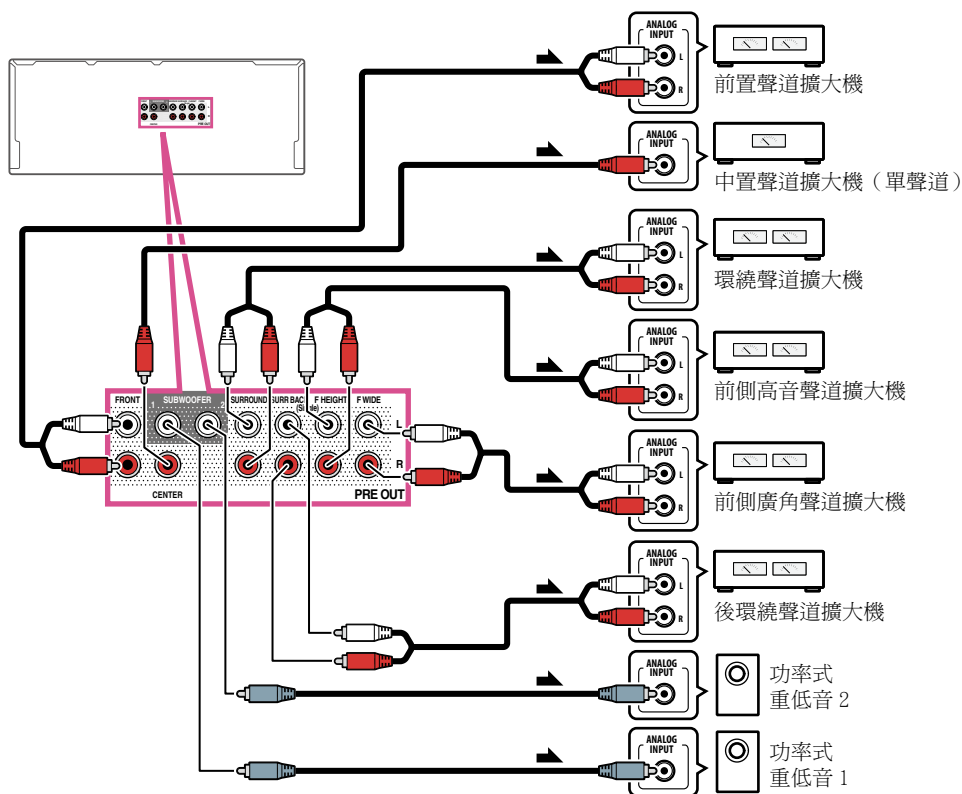 ANALOG
INPUT
L
R
前置聲道擴大機
ANALOG
INPUT
中置聲道擴大機（單聲道）
ANALOG
INPUT
L
R
環繞聲道擴大機
ANALOG
INPUT
L
R
前側高音聲道擴大機
FRONT
1
SUBWOOFER
2
SURROUND
SURR BACK
(Single)
F HEIGHT
F WIDE
L
R
CENTER
PRE OUT
ANALOG
INPUT
L
R
前側廣角聲道擴大機
ANALOG
INPUT
L
R
後環繞聲道擴大機
ANALOG
INPUT
功率式
重低音 2
ANALOG
INPUT
功率式
重低音 1